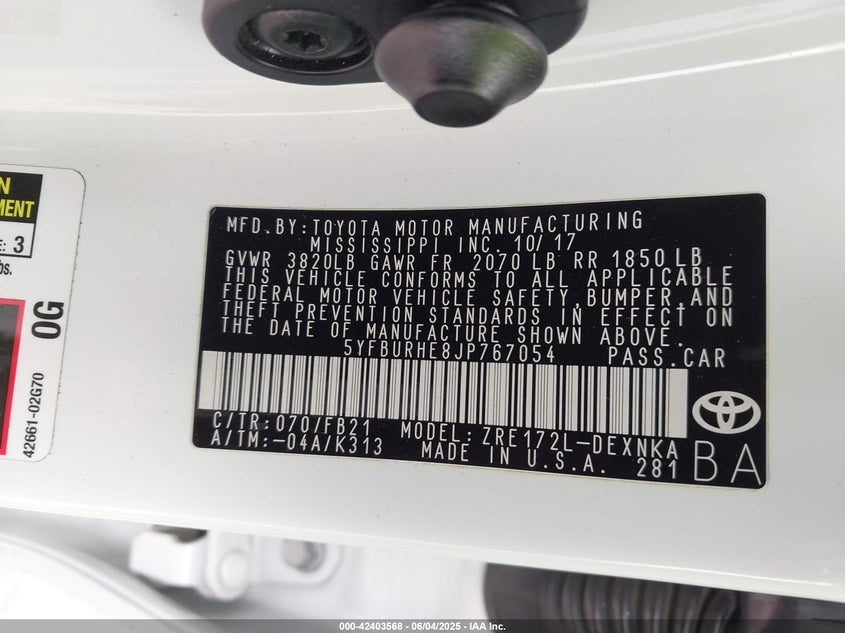 N
MENT
E: 3
bs.
0G
42661-02G70
MFD. BY: TOYOTA MOTOR MANUFACTURING
MISSISSIPPI INC. 10/17
GVWR 3820LB GAWR FR 2070 LB RR 1850 LB
THIS VEHICLE CONFORMS TO ALL APPLICABLE
FEDERAL MOTOR VEHICLE SAFETY, BUMPER, AND
THEFT PREVENTION STANDARDS IN EFFECT ON
THE DATE OF MANUFACTURE SHOWN ABOVE.
5YFBURHE8JP767054 PASS. CAR
C/TR: 070/FB21 MODEL: ZRE172L-DEXNKA
A/TM: -04A/K313 MADE IN U.S.A. 281
BA
000-42403568 - 06/04/2025 - IAA Inc.